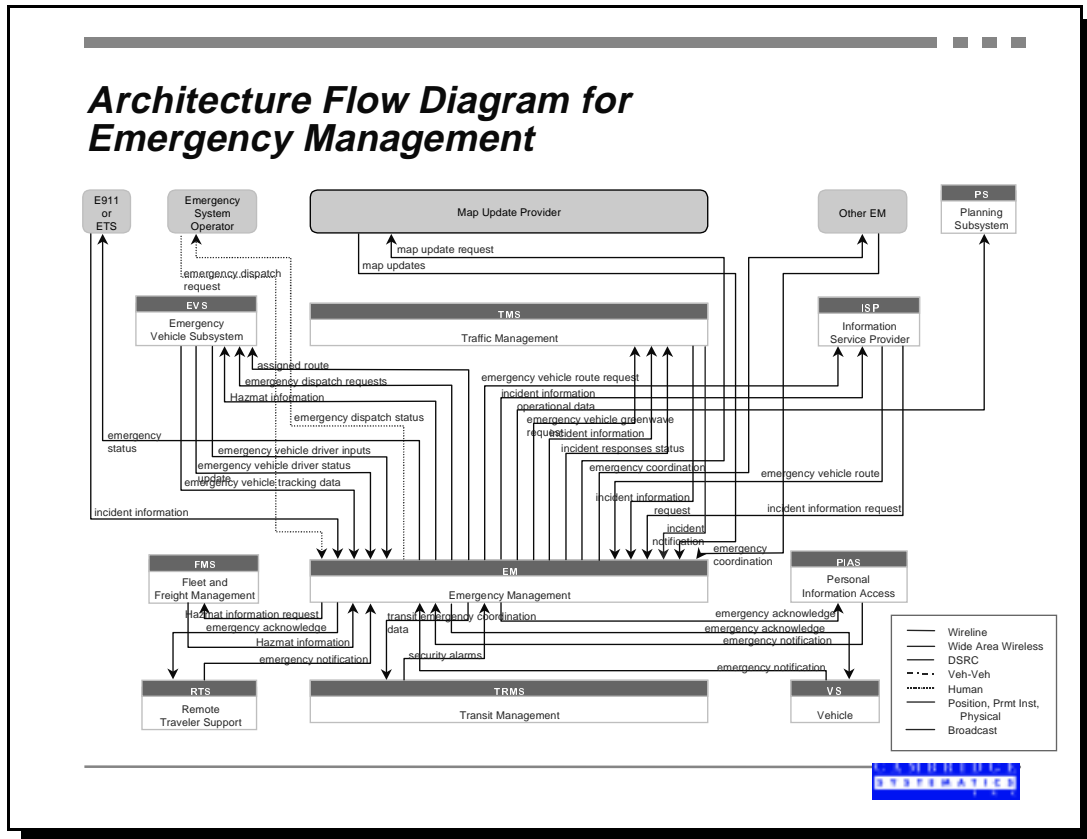 Architecture Flow Diagram for
Emergency Management
E911
or
ETS
Emergency
System
Operator
Map Update Provider
Other EM
PS
Planning
Subsystem
map update request
map updates
emergency dispatch
request
EVS
Emergency
Vehicle Subsystem
TMS
Traffic Management
ISP
Information
Service Provider
assigned route
emergency dispatch requests
Hazmat information
emergency vehicle route request
incident information
operational data
emergency dispatch status
emergency vehicle greenwave
request
incident information
emergency
status
incident responses status
emergency vehicle driver inputs
emergency vehicle driver status
update
emergency coordination
emergency vehicle route
emergency vehicle tracking data
incident information
request
incident information request
incident information
incident
notification
emergency
coordination
FMS
Fleet and
Freight Management
EM
Emergency Management
PIAS
Personal
Information Access
Hazmat information request
transit emergency coordination
data
emergency acknowledge
emergency acknowledge
emergency acknowledge
Hazmat information
emergency notification
security alarms
emergency notification
emergency notification
RTS
Remote
Traveler Support
TRMS
Transit Management
VS
Vehicle
Wireline
Wide Area Wireless
DSRC
Veh-Veh
Human
Position, Prmt Inst,
Physical
Broadcast
CAMBRIDGE
SYSTEMATICS